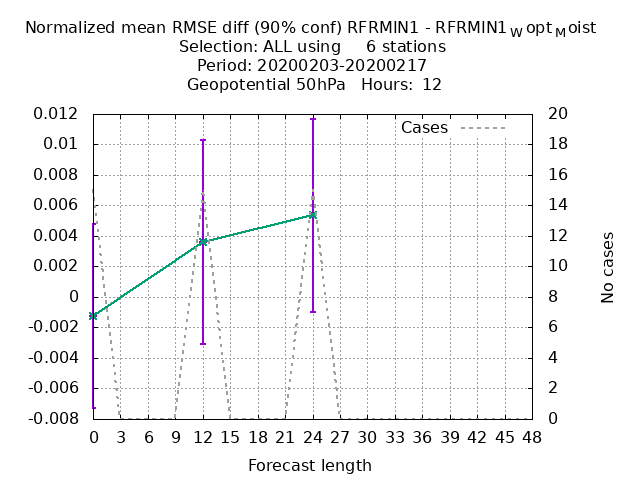 Normalized mean RMSE diff (90% conf) RFRMIN1 - RFRMIN1WoptMoist
Selection: ALL using 6 stations
Period: 20200203-20200217
Geopotential 50hPa Hours: 12
0.012
0.01
0.008
0.006
0.004
0.002
0
-0.002
-0.004
-0.006
-0.008
Cases
20
18
16
14
12
10
8
6
4
2
0
No cases
0 3 6 9 12 15 18 21 24 27 30 33 36 39 42 45 48
Forecast length